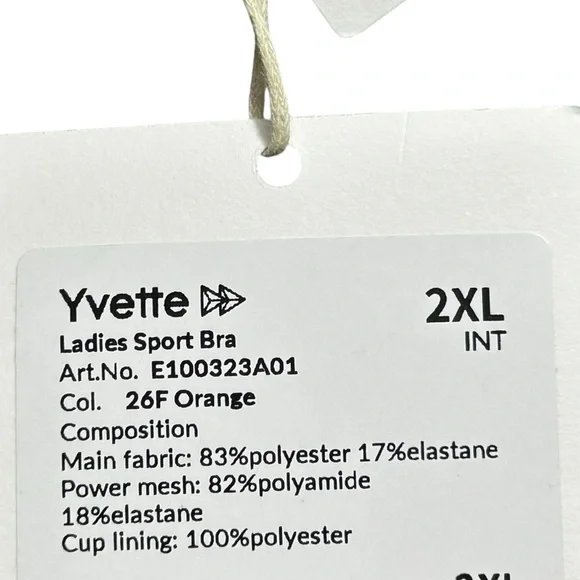 Yvette
2XL
Ladies Sport Bra
INT
Art.No. E100323A01
Col. 26F Orange
Composition
Main fabric: 83%polyester 17%elastane
Power mesh: 82%polyamide
18%elastane
Cup lining: 100%polyester
2XL